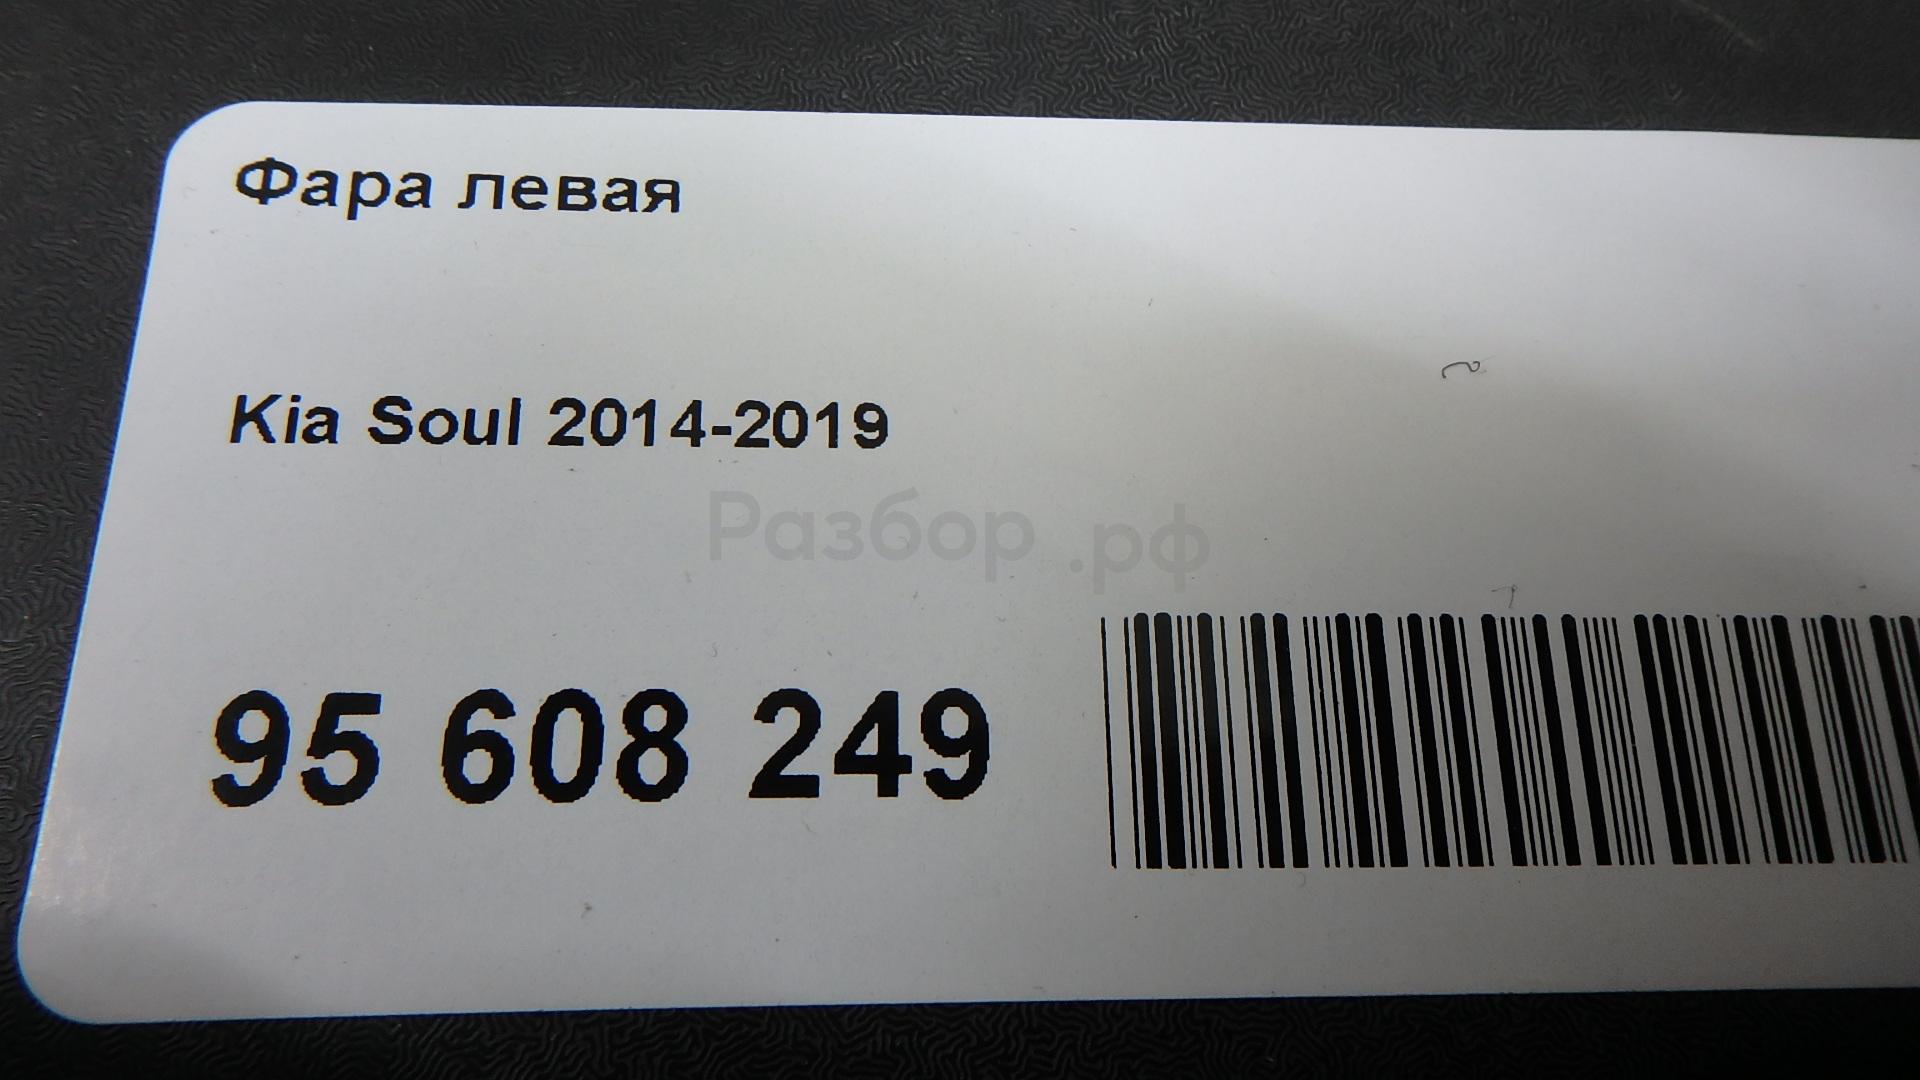 Фара левая
Kia Soul 2014-2019
Разбор.рф
95 608 249